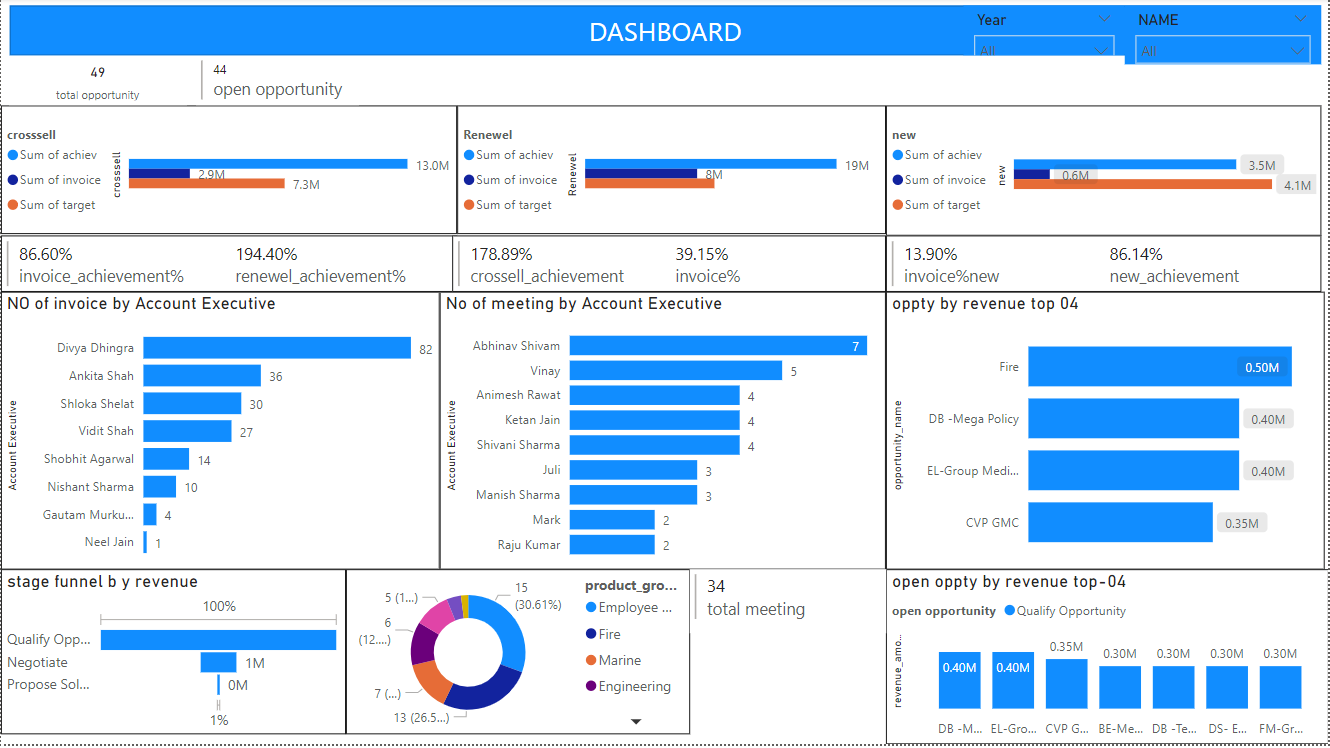 DASHBOARD
Year
NAME
All
All
49
total opportunity
44
open opportunity
crosssell
Sum of achiev
Sum of invoice
Sum of target
crosssell
13.0M
2.9M
7.3M
Renewel
Sum of achiev
Sum of invoice
Sum of target
Renewel
19M
8M
new
Sum of achiev
Sum of invoice
Sum of target
new
3.5M
0.6M
4.1M
86.60%
invoice_achievement%
194.40%
renewel_achievement%
178.89%
crossell_achievement
39.15%
invoice%
13.90%
invoice%new
86.14%
new_achievement
NO of invoice by Account Executive
Account Executive
Divya Dhingra 82
Ankita Shah 36
Shloka Shelat 30
Vidit Shah 27
Shobhit Agarwal 14
Nishant Sharma 10
Gautam Murku... 4
Neel Jain 1
No of meeting by Account Executive
Account Executive
Abhinav Shivam 7
Vinay 5
Animesh Rawat 4
Ketan Jain 4
Shivani Sharma 4
Juli 3
Manish Sharma 3
Mark 2
Raju Kumar 2
oppty by revenue top 04
opportunity_name
Fire 0.50M
DB -Mega Policy 0.40M
EL-Group Medi... 0.40M
CVP GMC 0.35M
stage funnel b y revenue
100%
Qualify Opp...
Negotiate 1M
Propose Sol... 0M
1%
15
(30.61%)
13 (26.5...)
7 (...)
6
(12....)
5 (1...)
product_gro...
Employee ...
Fire
Marine
Engineering
34
total meeting
open oppty by revenue top-04
open opportunity Qualify Opportunity
revenue_amo...
0.40M 0.40M 0.35M 0.30M 0.30M 0.30M 0.30M
DB -M... EL-Gro... CVP G... BE-Me... DB -Te... DS- E... FM-Gr...